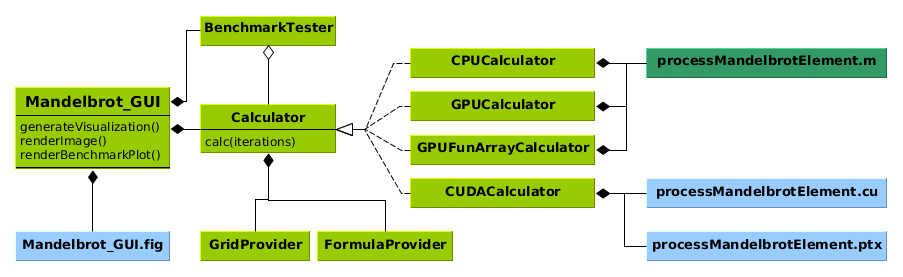 BenchmarkTester
CPUCalculator
processMandelbrotElement.m
Mandelbrot_GUI
generateVisualization()
renderImage()
renderBenchmarkPlot()
GPUCalculator
Calculator
calc(iterations)
GPUFunArrayCalculator
CUDACalculator
processMandelbrotElement.cu
Mandelbrot_GUI.fig
GridProvider
FormulaProvider
processMandelbrotElement.ptx